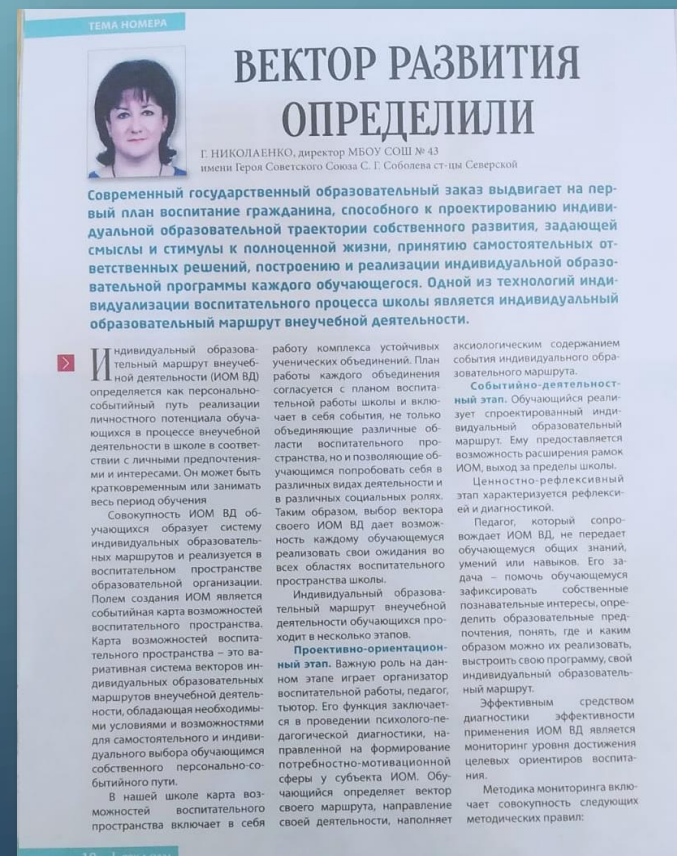 ТЕМА НОМЕРА
ВЕКТОР РАЗВИТИЯ
ОПРЕДЕЛИЛИ
Г. НИКОЛАЕНКО, директор МБОУ СОШ № 43
имени Героя Советского Союза С. Г. Соболева ст-цы Северской
Современный государственный образовательный заказ выдвигает на пер-
вый план воспитание гражданина, способного к проектированию индиви-
дуальной образовательной траектории собственного развития, задающей
смыслы и стимулы к полноценной жизни, принятию самостоятельных от-
ветственных решений, построению и реализации индивидуальной образо-
вательной программы каждого обучающегося. Одной из технологий инди-
видуализации воспитательного процесса школы является индивидуальный
образовательный маршрут внеучебной деятельности.
Индивидуальный образова-
тельный маршрут внеучеб-
ной деятельности (ИОМ ВД)
определяется как персонально-
событийный путь реализации
личностного потенциала обуча-
ющихся в процессе внеучебной
деятельности в школе в соответ-
ствии с личными предпочтения-
ми и интересами. Он может быть
кратковременным или занимать
весь период обучения
Совокупность ИОМ ВД об-
учающихся образует систему
индивидуальных образователь-
ных маршрутов и реализуется в
воспитательном пространстве
образовательной организации.
Полем создания ИОМ является
событийная карта возможностей
воспитательного пространства.
Карта возможностей воспита-
тельного пространства – это ва-
риативная система векторов ин-
дивидуальных образовательных
маршрутов внеучебной деятель-
ности, обладающая необходимы-
ми условиями и возможностями
для самостоятельного и индиви-
дуального выбора обучающимся
собственного персонально-со-
бытийного пути.
В нашей школе карта воз-
можностей воспитательного
пространства включает в себя
работу комплекса устойчивых
ученических объединений. План
работы каждого объединения
согласуется с планом воспита-
тельной работы школы и вклю-
чает в себя события, не только
объединяющие различные об-
ласти воспитательного про-
странства, но и позволяющие об-
учающимся попробовать себя в
различных видах деятельности и
в различных социальных ролях.
Таким образом, выбор вектора
своего ИОМ ВД дает возмож-
ность каждому обучающемуся
реализовать свои ожидания во
всех областях воспитательного
пространства школы.
Индивидуальный образова-
тельный маршрут внеучебной
деятельности обучающихся про-
ходит в несколько этапов.
Проективно-ориентацион-
ный этап. Важную роль на дан-
ном этапе играет организатор
воспитательной работы, педагог,
тьютор. Его функция заключает-
ся в проведении психолого-пе-
дагогической диагностики, на-
правленной на формирование
потребностно-мотивационной
сферы у субъекта ИОМ. Обу-
чающийся определяет вектор
своего маршрута, направление
своей деятельности, наполняет
аксиологическим содержанием
события индивидуального обра-
зовательного маршрута.
Событийно-деятельност-
ный этап. Обучающийся реали-
зует спроектированный инди-
видуальный образовательный
маршрут. Ему предоставляется
возможность расширения рамок
ИОМ, выход за пределы школы.
Ценностно-рефлексивный
этап характеризуется рефлекси-
ей и диагностикой.
Педагог, который сопро-
вождает ИОМ ВД, не передает
обучающемуся общих знаний,
умений или навыков. Его за-
дача – помочь обучающемуся
зафиксировать собственные
познавательные интересы, опре-
делить образовательные пред-
почтения, понять, где и каким
образом можно их реализовать,
выстроить свою программу, свой
индивидуальный образователь-
ный маршрут.
Эффективным средством
диагностики эффективности
применения ИОМ ВД является
мониторинг уровня достижения
целевых ориентиров воспита-
ния.
Методика мониторинга вклю-
чает совокупность следующих
методических правил: